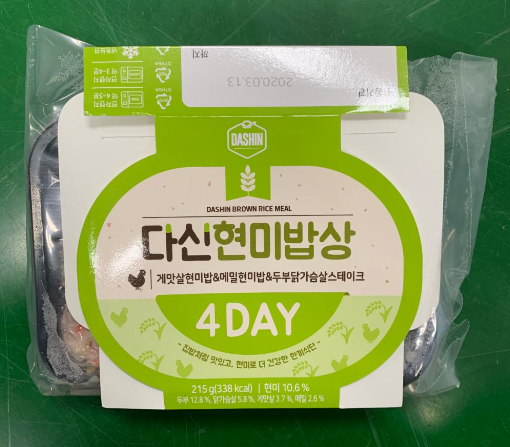 까지
2020.03.13
DASHIN
DASHIN BROWN RICE MEAL
다신현미밥상
게맛살현미밥&메밀현미밥&두부닭가슴살스테이크
4 DAY
- 집밥처럼 맛있고, 현미로 더 건강한 한끼식단 -
215 g(338 kcal) | 현미 10.6 %
두부 12.8 %, 닭가슴살 5.8 %, 게맛살 3.7 %, 메밀 2.6 %